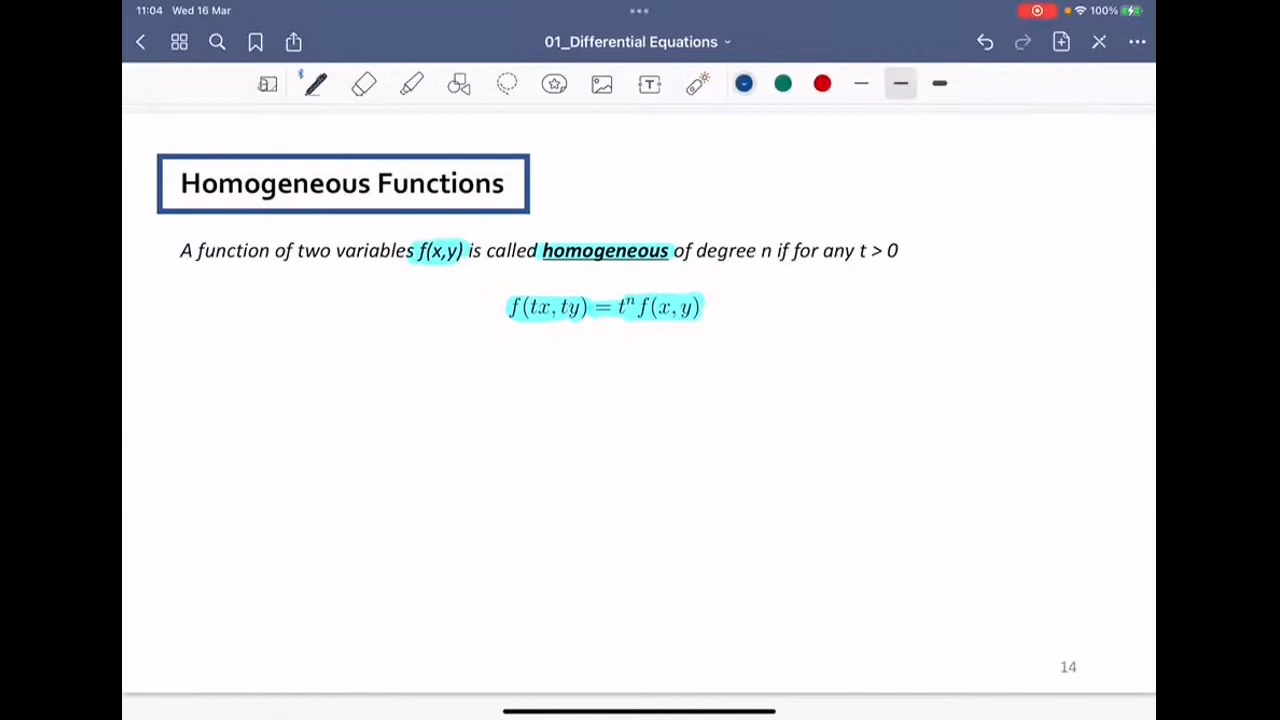 11:04 Wed 16 Mar
100%
01_Differential Equations
T
Homogeneous Functions
A function of two variables f(x,y) is called homogeneous of degree n if for any t > 0
f(tx, ty) = tⁿ f(x, y)
14